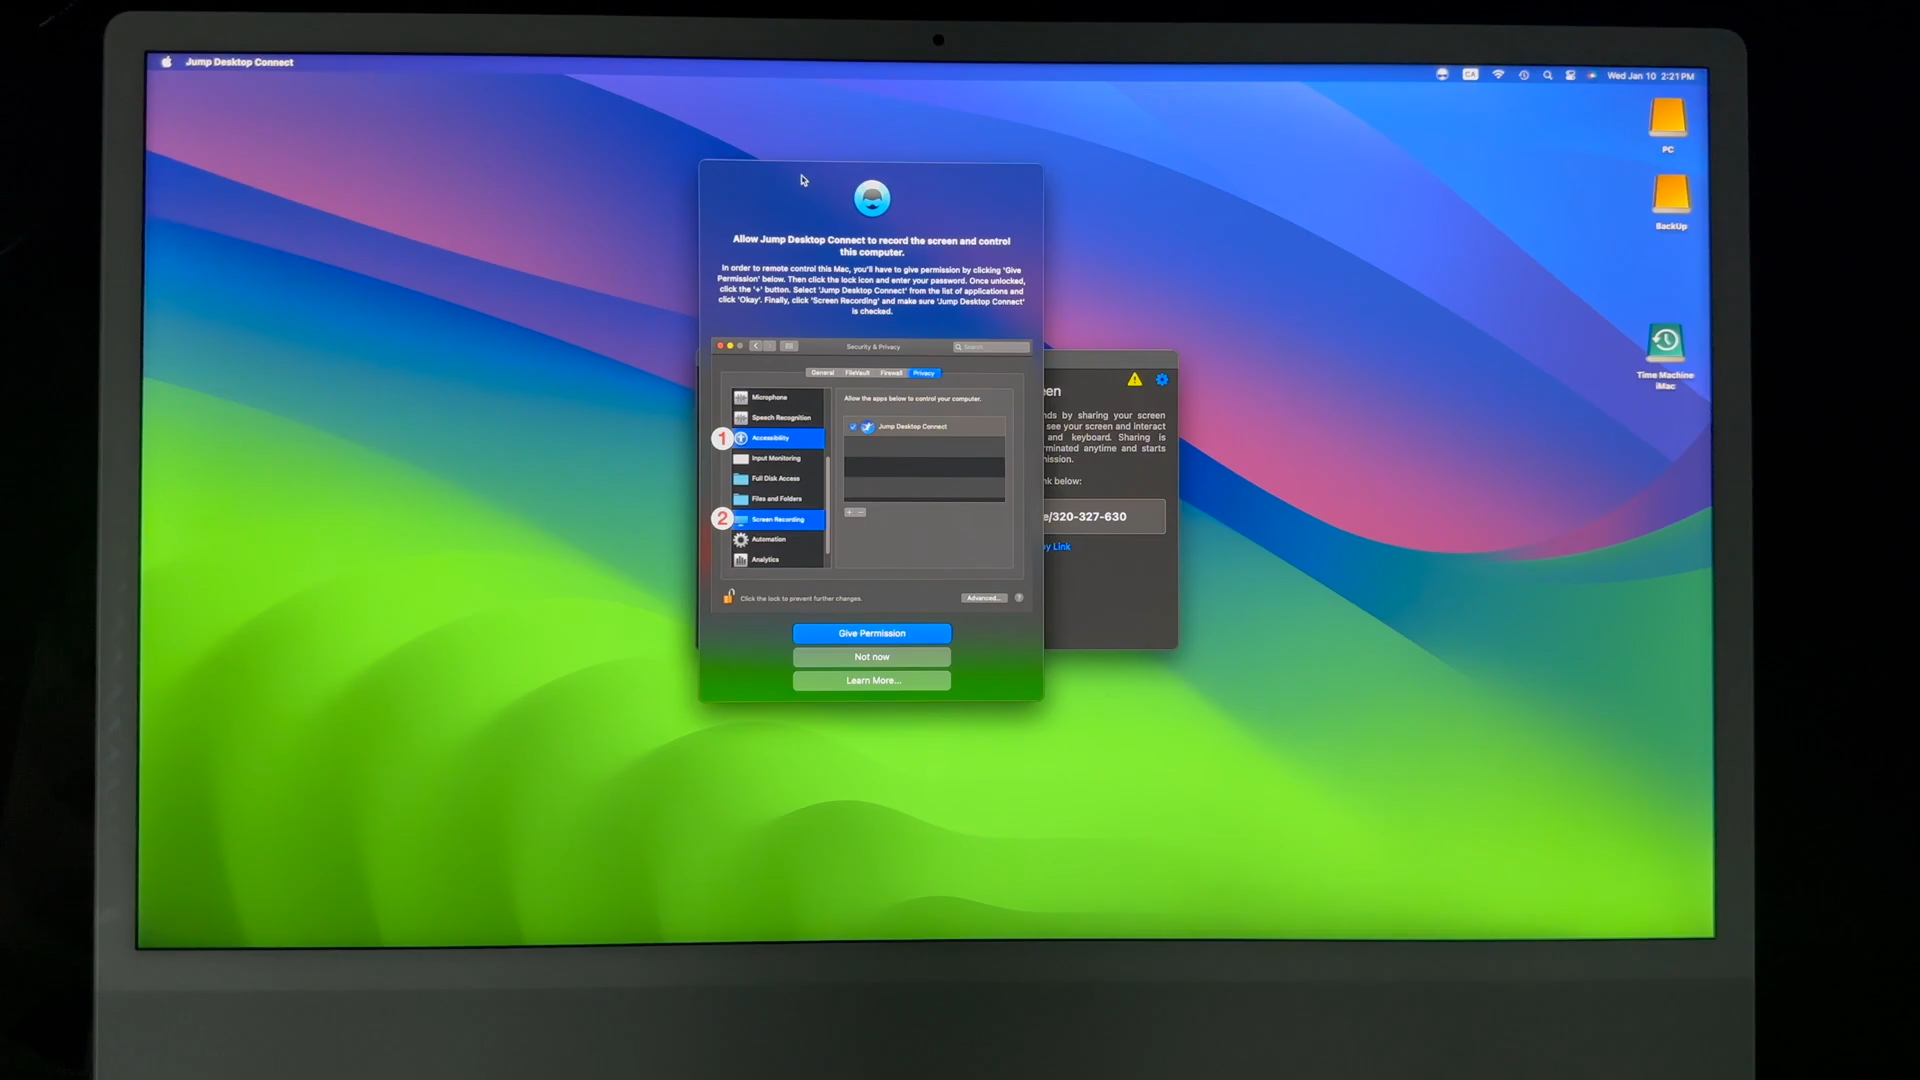 Jump Desktop Connect
CA
Wed Jan 10 2:21PM
PC
BackUp
Time Machine
iMac
Allow Jump Desktop Connect to record the screen and control
this computer.
In order to remote control this Mac, you'll have to give permission by clicking 'Give
Permission' below. Then click the lock icon and enter your password. Once unlocked,
click the '+' button. Select 'Jump Desktop Connect' from the list of applications and
click 'Okay'. Finally, click 'Screen Recording' and make sure 'Jump Desktop Connect'
is checked.
Security & Privacy
Search
General FileVault Firewall Privacy
Microphone
Speech Recognition
1 Accessibility
Input Monitoring
Full Disk Access
Files and Folders
2 Screen Recording
Automation
Analytics
Allow the apps below to control your computer.
Jump Desktop Connect
+ −
Click the lock to prevent further changes.
Advanced... ?
Give Permission
Not now
Learn More...
een
nds by sharing your screen
see your screen and interact
and keyboard. Sharing is
minated anytime and starts
ission.
nk below:
e/320-327-630
y Link